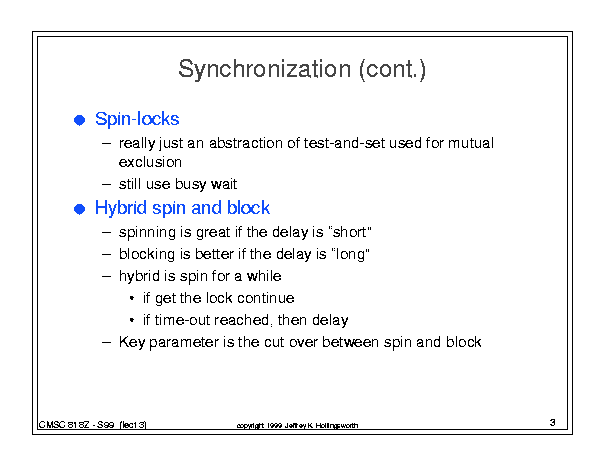 Synchronization (cont.)
● Spin-locks
– really just an abstraction of test-and-set used for mutual
exclusion
– still use busy wait
● Hybrid spin and block
– spinning is great if the delay is “short”
– blocking is better if the delay is “long”
– hybrid is spin for a while
• if get the lock continue
• if time-out reached, then delay
– Key parameter is the cut over between spin and block
CMSC 818Z - S99 (lect 3)
copyright 1999 Jeffrey K. Hollingsworth
3